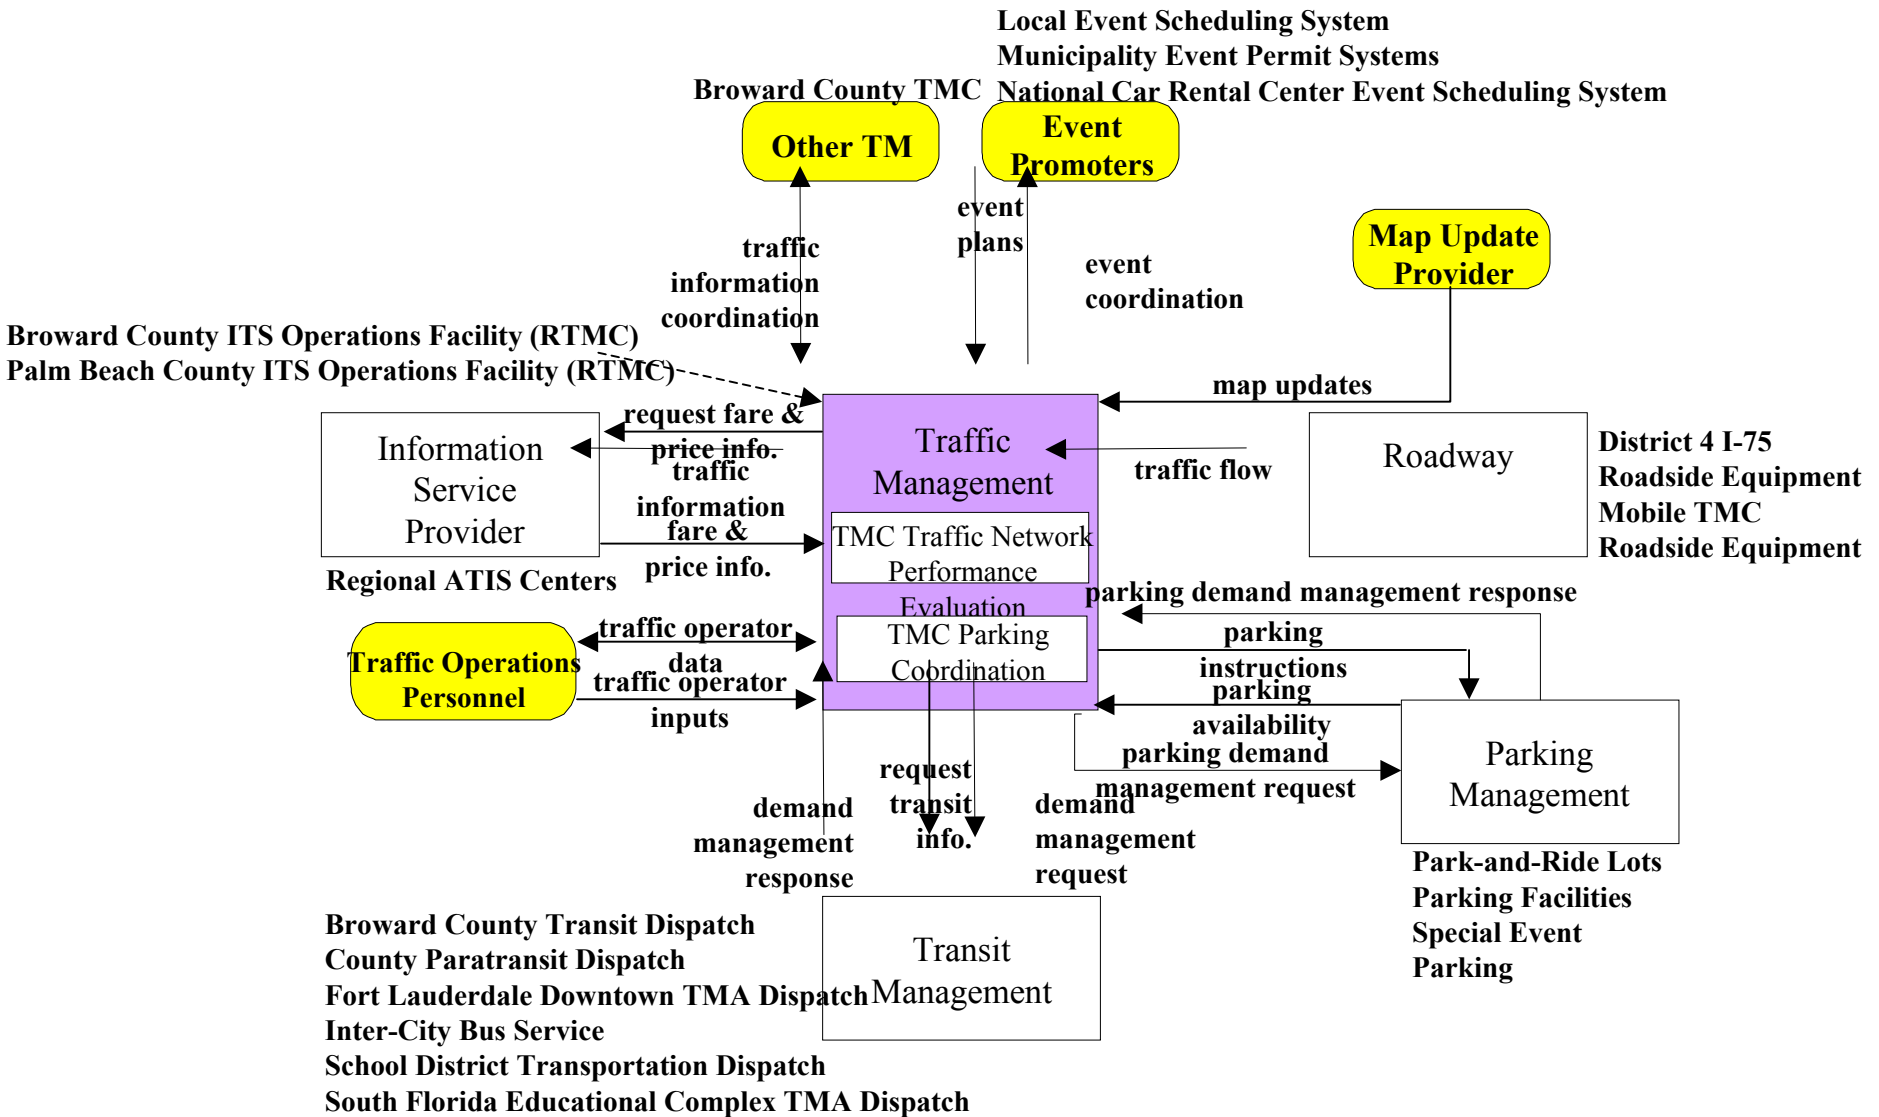 Local Event Scheduling System
Municipality Event Permit Systems
National Car Rental Center Event Scheduling System
Broward County TMC
Other TM
Event
Promoters
event
plans
traffic
information
coordination
event
coordination
Map Update
Provider
Broward County ITS Operations Facility (RTMC)
Palm Beach County ITS Operations Facility (RTMC)
map updates
request fare &
price info.
traffic
information
fare &
price info.
Information
Service
Provider
Regional ATIS Centers
Traffic
Management
TMC Traffic Network
Performance
Evaluation
TMC Parking
Coordination
traffic flow
Roadway
District 4 I-75
Roadside Equipment
Mobile TMC
Roadside Equipment
Traffic Operations
Personnel
traffic operator
data
traffic operator
inputs
parking demand management response
parking
instructions
parking
availability
parking demand
management request
Parking
Management
Park-and-Ride Lots
Parking Facilities
Special Event
Parking
demand
management
response
request
transit
info.
demand
management
request
Transit
Management
Broward County Transit Dispatch
County Paratransit Dispatch
Fort Lauderdale Downtown TMA Dispatch
Inter-City Bus Service
School District Transportation Dispatch
South Florida Educational Complex TMA Dispatch